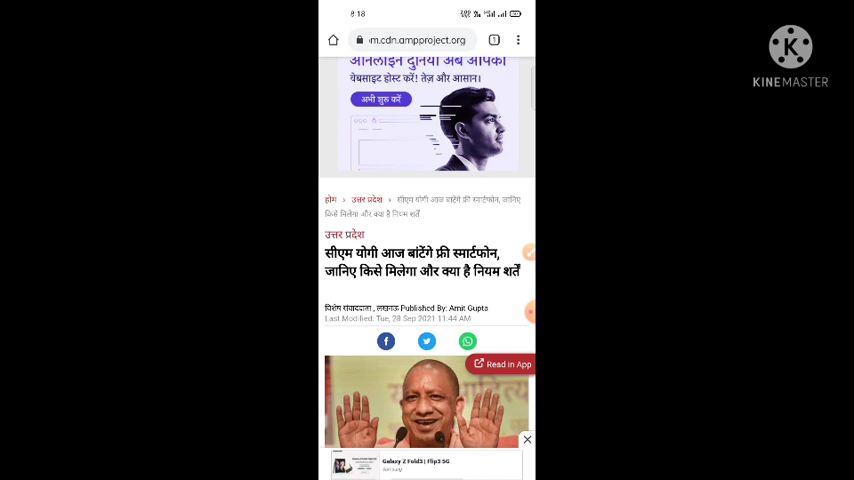 8:18
m.cdn.ampproject.org
1
ऑनलाइन दुनिया अब आपकी
वेबसाइट होस्ट करें! तेज़ और आसान।
अभी शुरू करें
K
KINEMASTER
होम › उत्तर प्रदेश › सीएम योगी आज बांटेंगे फ्री स्मार्टफोन, जानिए
किसे मिलेगा और क्या है नियम शर्तें
उत्तर प्रदेश
सीएम योगी आज बांटेंगे फ्री स्मार्टफोन,
जानिए किसे मिलेगा और क्या है नियम शर्तें
विशेष संवाददाता , लखनऊ Published By: Amit Gupta
Last Modified: Tue, 28 Sep 2021 11:44 AM
Read in App
Galaxy Z Fold3 | Flip3 5G